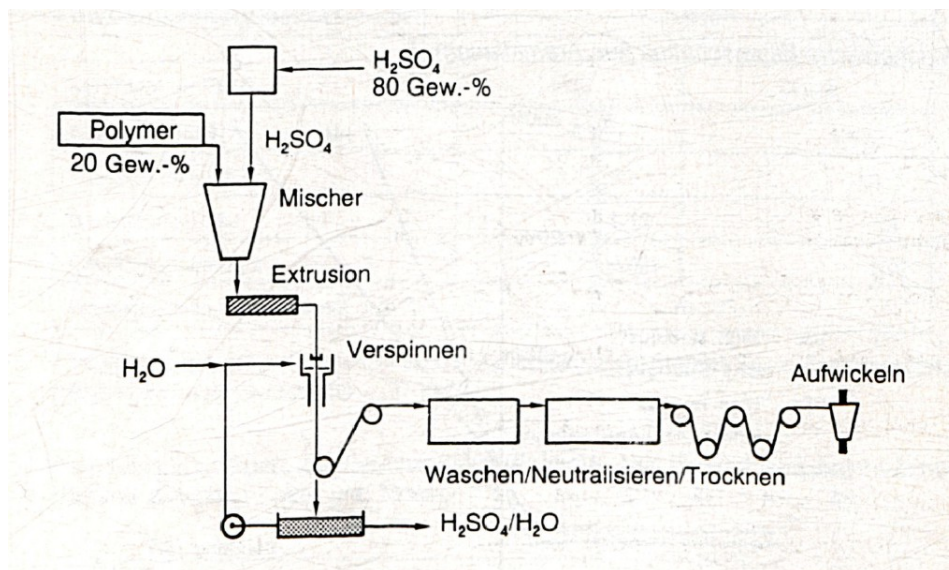 H₂SO₄
80 Gew.-%
Polymer
20 Gew.-%
H₂SO₄
Mischer
Extrusion
H₂O
Verspinnen
Aufwickeln
Waschen/Neutralisieren/Trocknen
H₂SO₄/H₂O